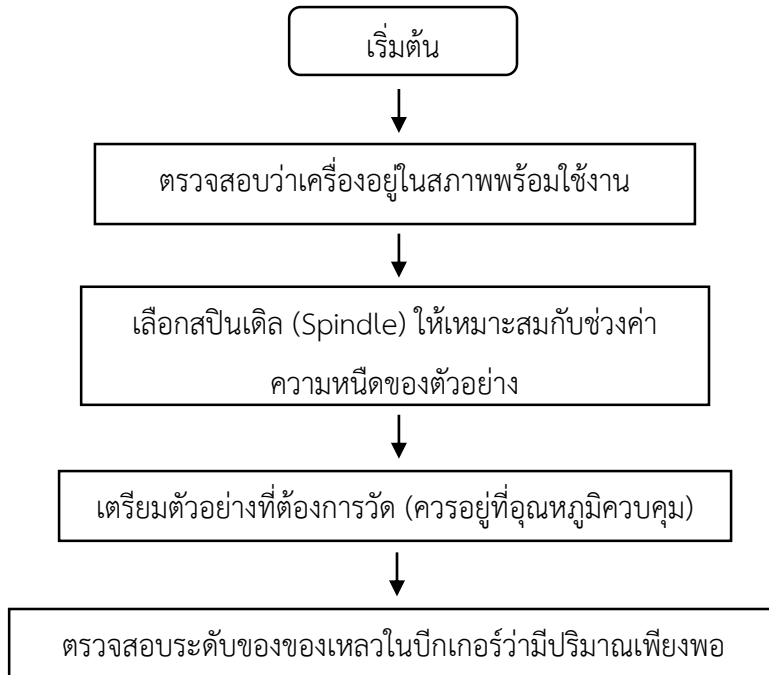 เริ่มต้น
ตรวจสอบว่าเครื่องอยู่ในสภาพพร้อมใช้งาน
เลือกสปินเดิล (Spindle) ให้เหมาะสมกับช่วงค่า
ความหนืดของตัวอย่าง
เตรียมตัวอย่างที่ต้องการวัด (ควรอยู่ที่อุณหภูมิควบคุม)
ตรวจสอบระดับของของเหลวในบีกเกอร์ว่ามีปริมาณเพียงพอ